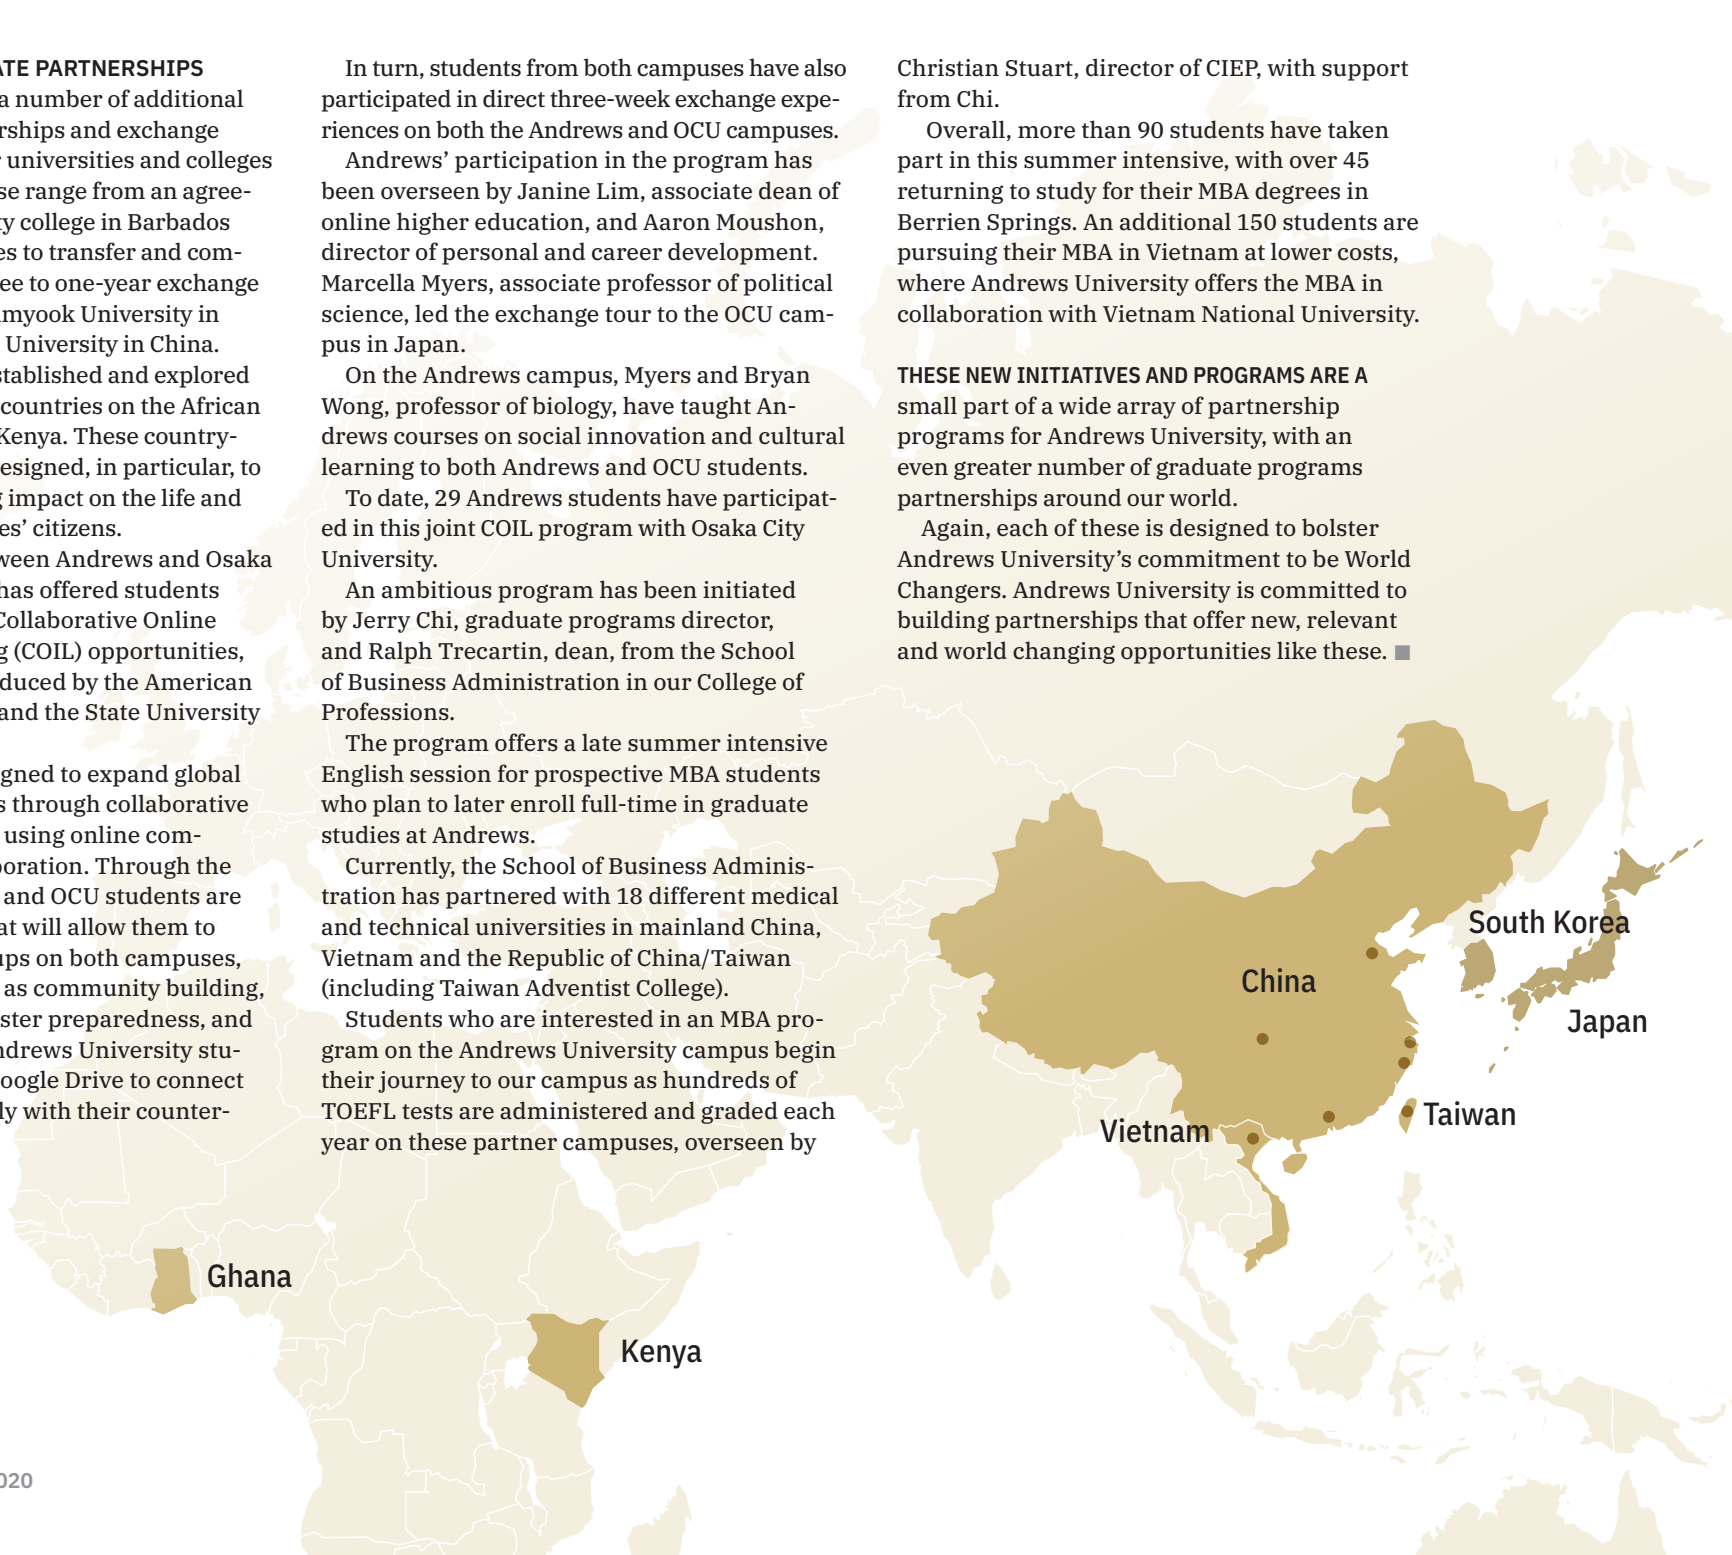 ATE PARTNERSHIPS
a number of additional
rships and exchange
universities and colleges
se range from an agree-
ty college in Barbados
es to transfer and com-
ree to one-year exchange
myook University in
University in China.
stablished and explored
countries on the African
Kenya. These country-
esigned, in particular, to
g impact on the life and
es’ citizens.
ween Andrews and Osaka
has offered students
Collaborative Online
g (COIL) opportunities,
duced by the American
and the State University
gned to expand global
s through collaborative
using online com-
boration. Through the
and OCU students are
at will allow them to
ups on both campuses,
as community building,
ster preparedness, and
ndrews University stu-
oogle Drive to connect
ly with their counter-
In turn, students from both campuses have also
participated in direct three-week exchange expe-
riences on both the Andrews and OCU campuses.
Andrews’ participation in the program has
been overseen by Janine Lim, associate dean of
online higher education, and Aaron Moushon,
director of personal and career development.
Marcella Myers, associate professor of political
science, led the exchange tour to the OCU cam-
pus in Japan.
On the Andrews campus, Myers and Bryan
Wong, professor of biology, have taught An-
drews courses on social innovation and cultural
learning to both Andrews and OCU students.
To date, 29 Andrews students have participat-
ed in this joint COIL program with Osaka City
University.
An ambitious program has been initiated
by Jerry Chi, graduate programs director,
and Ralph Trecartin, dean, from the School
of Business Administration in our College of
Professions.
The program offers a late summer intensive
English session for prospective MBA students
who plan to later enroll full-time in graduate
studies at Andrews.
Currently, the School of Business Adminis-
tration has partnered with 18 different medical
and technical universities in mainland China,
Vietnam and the Republic of China/Taiwan
(including Taiwan Adventist College).
Students who are interested in an MBA pro-
gram on the Andrews University campus begin
their journey to our campus as hundreds of
TOEFL tests are administered and graded each
year on these partner campuses, overseen by
Christian Stuart, director of CIEP, with support
from Chi.
Overall, more than 90 students have taken
part in this summer intensive, with over 45
returning to study for their MBA degrees in
Berrien Springs. An additional 150 students are
pursuing their MBA in Vietnam at lower costs,
where Andrews University offers the MBA in
collaboration with Vietnam National University.
THESE NEW INITIATIVES AND PROGRAMS ARE A
small part of a wide array of partnership
programs for Andrews University, with an
even greater number of graduate programs
partnerships around our world.
Again, each of these is designed to bolster
Andrews University’s commitment to be World
Changers. Andrews University is committed to
building partnerships that offer new, relevant
and world changing opportunities like these.
South Korea
China
Japan
Taiwan
Vietnam
Ghana
Kenya
020